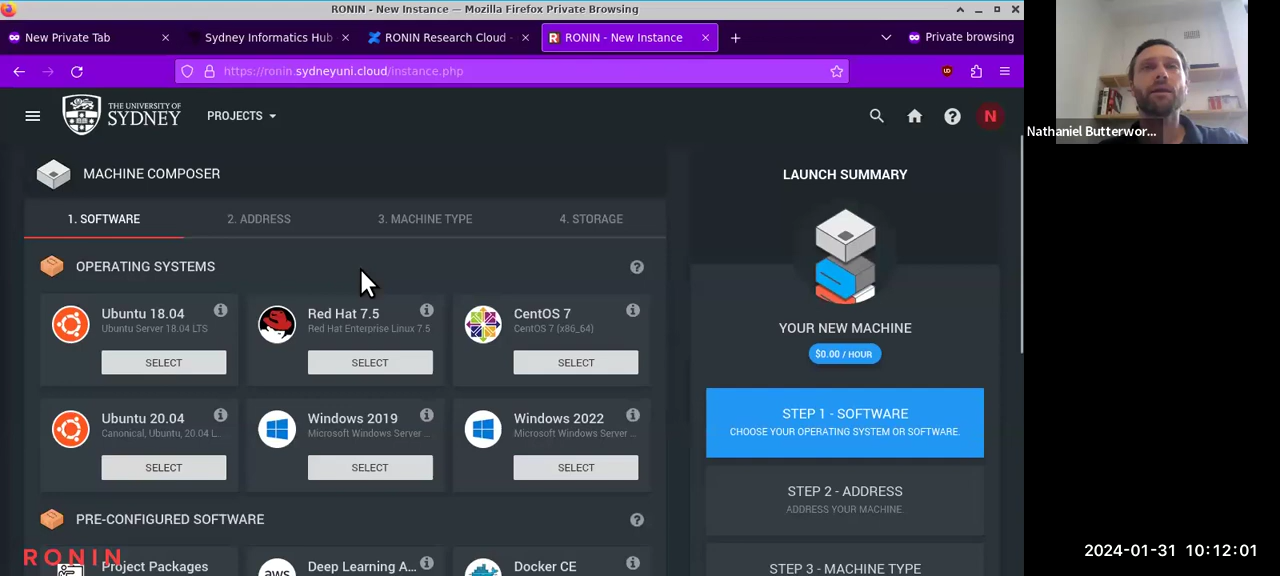 RONIN - New Instance — Mozilla Firefox Private Browsing
New Private Tab
Sydney Informatics Hub
RONIN Research Cloud -
RONIN - New Instance
Private browsing
https://ronin.sydneyuni.cloud/instance.php
THE UNIVERSITY OF
SYDNEY
PROJECTS
N
Nathaniel Butterwor...
MACHINE COMPOSER
LAUNCH SUMMARY
1. SOFTWARE
2. ADDRESS
3. MACHINE TYPE
4. STORAGE
OPERATING SYSTEMS
Ubuntu 18.04
Ubuntu Server 18.04 LTS
SELECT
Red Hat 7.5
Red Hat Enterprise Linux 7.5
SELECT
CentOS 7
CentOS 7 (x86_64)
SELECT
YOUR NEW MACHINE
$0.00 / HOUR
Ubuntu 20.04
Canonical, Ubuntu, 20.04 L...
SELECT
Windows 2019
Microsoft Windows Server ...
SELECT
Windows 2022
Microsoft Windows Server ...
SELECT
STEP 1 - SOFTWARE
CHOOSE YOUR OPERATING SYSTEM OR SOFTWARE.
STEP 2 - ADDRESS
ADDRESS YOUR MACHINE.
PRE-CONFIGURED SOFTWARE
RONIN
Project Packages
aws
Deep Learning A...
Docker CE
STEP 3 - MACHINE TYPE
2024-01-31 10:12:01